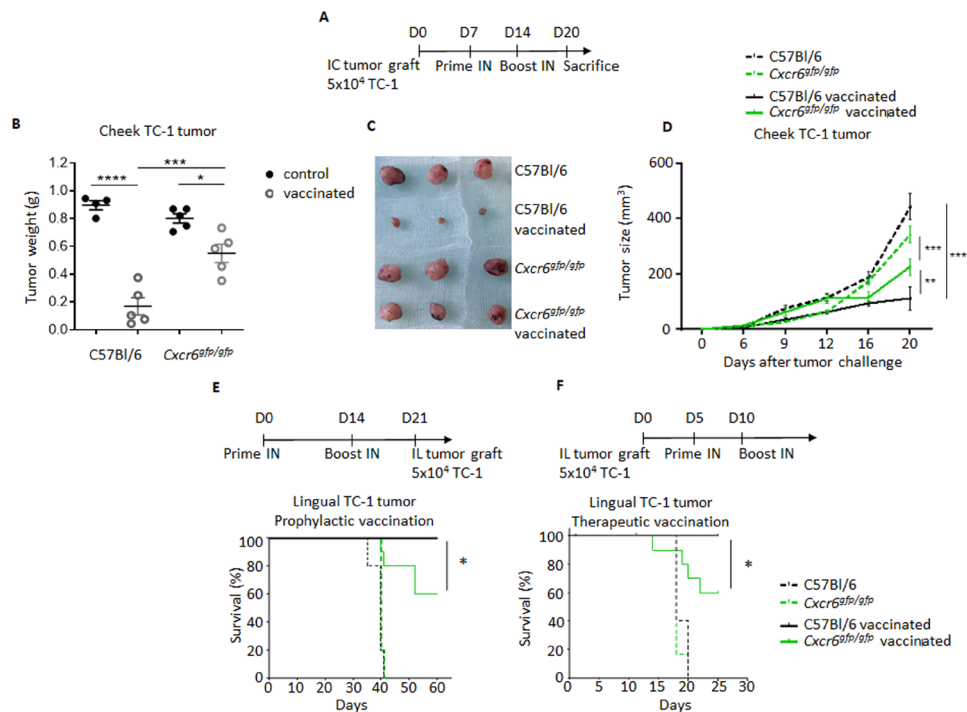 A
D0 D7 D14 D20
IC tumor graft Prime IN Boost IN Sacrifice
5x10⁴ TC-1
C57Bl/6
Cxcr6gfp/gfp
C57Bl/6 vaccinated
Cxcr6gfp/gfp vaccinated
B
Cheek TC-1 tumor
Tumor weight (g)
1.2
1.0
0.8
0.6
0.4
0.2
0.0
***
**** *
control
vaccinated
C57Bl/6 Cxcr6gfp/gfp
C
C57Bl/6
C57Bl/6
vaccinated
Cxcr6gfp/gfp
Cxcr6gfp/gfp
vaccinated
D
Cheek TC-1 tumor
Tumor size (mm³)
600
400
200
0
***
**
***
0 6 9 12 16 20
Days after tumor challenge
E
D0 D14 D21
Prime IN Boost IN IL tumor graft
5x10⁴ TC-1
Lingual TC-1 tumor
Prophylactic vaccination
Survival (%)
100
80
60
40
20
0
*
0 10 20 30 40 50 60
Days
F
D0 D5 D10
IL tumor graft Prime IN Boost IN
5x10⁴ TC-1
Lingual TC-1 tumor
Therapeutic vaccination
Survival (%)
100
80
60
40
20
0
*
0 5 10 15 20 25 30
Days
C57Bl/6
Cxcr6gfp/gfp
C57Bl/6 vaccinated
Cxcr6gfp/gfp vaccinated